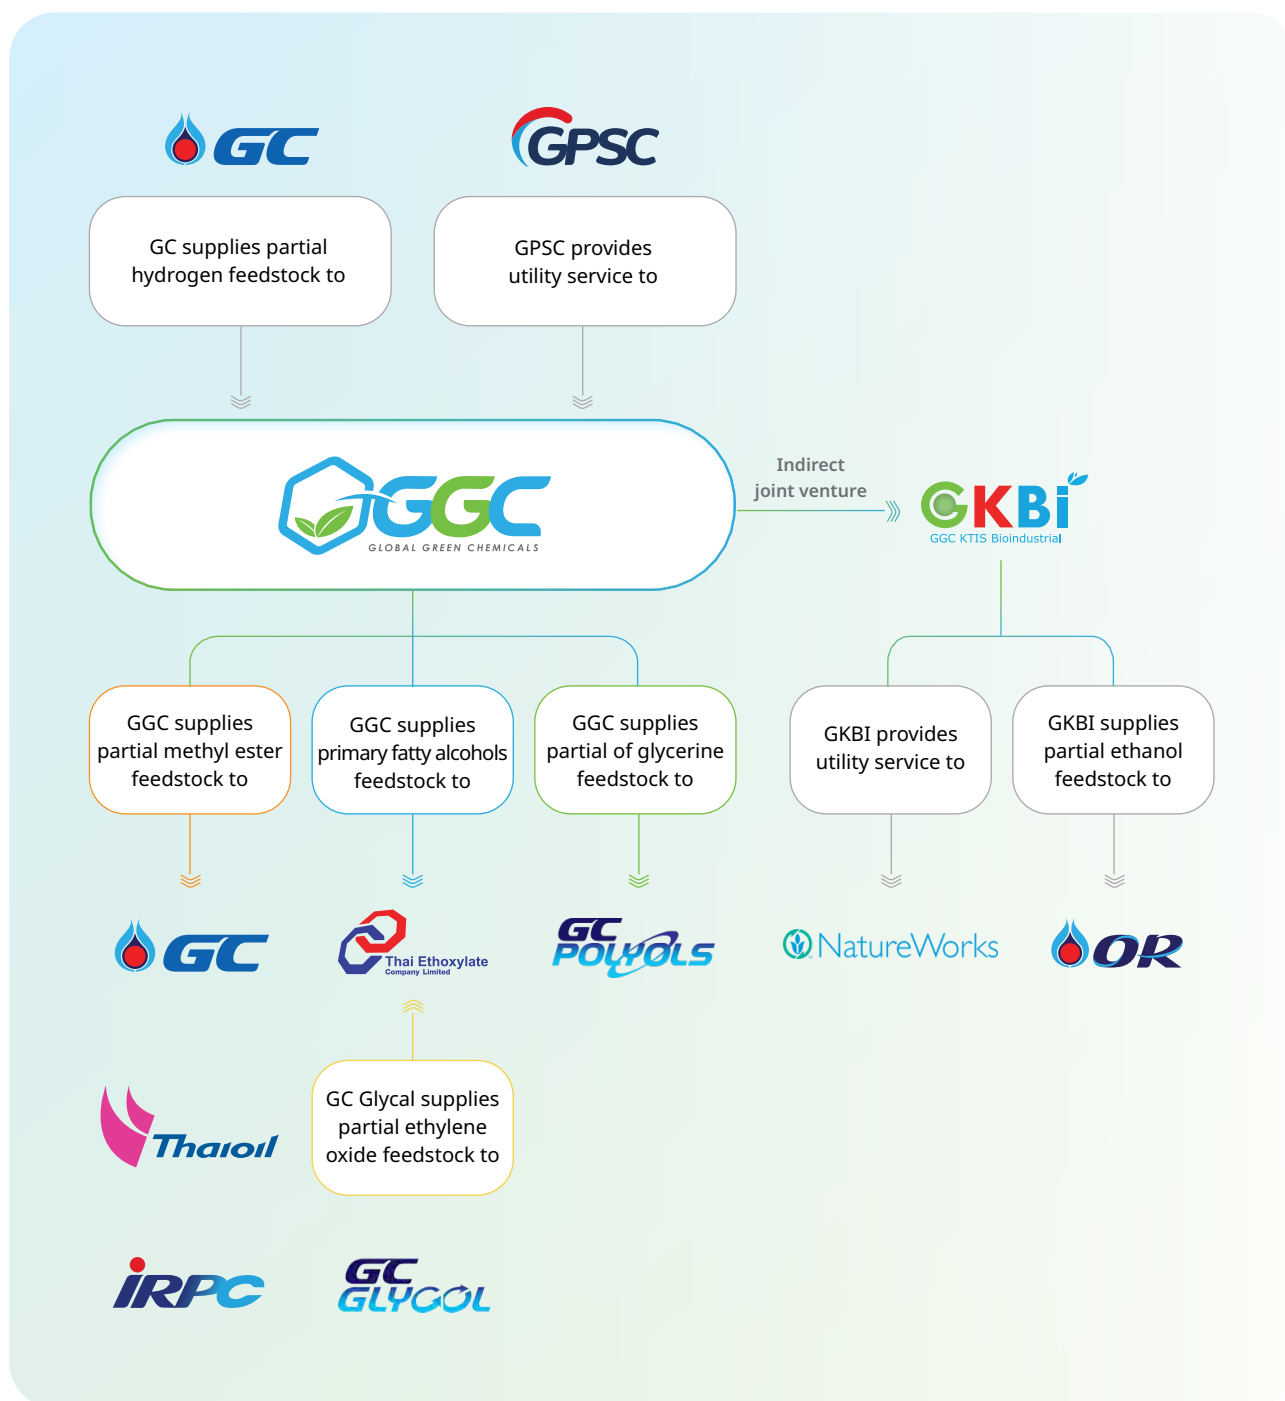 GC
GPSC
GC supplies partial
hydrogen feedstock to
GPSC provides
utility service to
GGC
GLOBAL GREEN CHEMICALS
Indirect
joint venture
GKBi
GGC KTIS Bioindustrial
GGC supplies
partial methyl ester
feedstock to
GGC supplies
primary fatty alcohols
feedstock to
GGC supplies
partial of glycerine
feedstock to
GKBI provides
utility service to
GKBI supplies
partial ethanol
feedstock to
GC
Thai Ethoxylate
Company Limited
GC
POLYOLS
NatureWorks
OR
Thaioil
GC Glycal supplies
partial ethylene
oxide feedstock to
iRPC
GC
GLYCOL